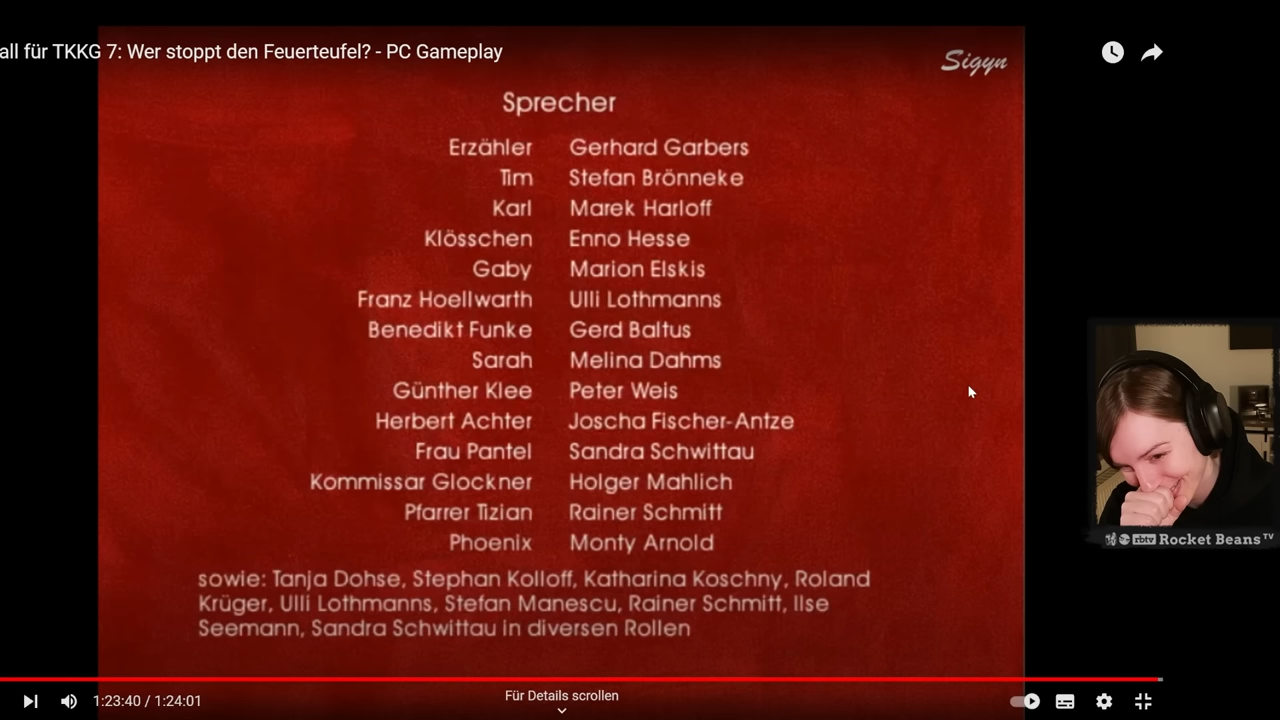 all für TKKG 7: Wer stoppt den Feuerteufel? - PC Gameplay
Sigyn
Sprecher
Erzähler Gerhard Garbers
Tim Stefan Brönneke
Karl Marek Harloff
Klösschen Enno Hesse
Gaby Marion Elskis
Franz Hoellwarth Ulli Lothmanns
Benedikt Funke Gerd Baltus
Sarah Melina Dahms
Günther Klee Peter Weis
Herbert Achter Joscha Fischer-Antze
Frau Pantel Sandra Schwittau
Kommissar Glockner Holger Mahlich
Pfarrer Tizian Rainer Schmitt
Phoenix Monty Arnold
sowie: Tanja Dohse, Stephan Kolloff, Katharina Koschny, Roland
Krüger, Ulli Lothmanns, Stefan Manescu, Rainer Schmitt, Ilse
Seemann, Sandra Schwittau in diversen Rollen
rbtv Rocket Beans TV
1:23:40 / 1:24:01
Für Details scrollen